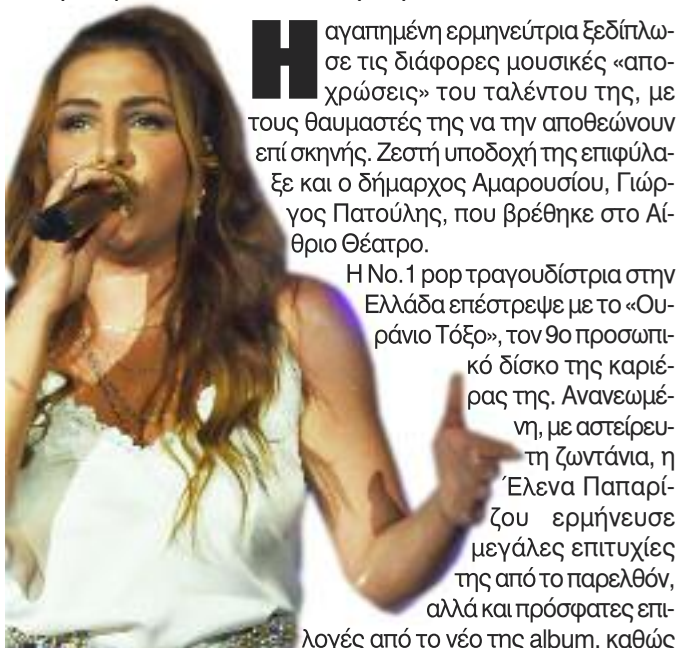 Η αγαπημένη ερμηνεύτρια ξεδίπλω-
σε τις διάφορες μουσικές «απο-
χρώσεις» του ταλέντου της, με
τους θαυμαστές της να την αποθεώνουν
επί σκηνής. Ζεστή υποδοχή της επιφύλα-
ξε και ο δήμαρχος Αμαρουσίου, Γιώρ-
γος Πατούλης, που βρέθηκε στο Αί-
θριο Θέατρο.
Η Νο.1 pop τραγουδίστρια στην
Ελλάδα επέστρεψε με το «Ου-
ράνιο Τόξο», τον 9ο προσωπι-
κό δίσκο της καριέ-
ρας της. Ανανεωμέ-
νη, με αστείρευ-
τη ζωντάνια, η
Έλενα Παπαρί-
ζου ερμήνευσε
μεγάλες επιτυχίες
της από το παρελθόν,
αλλά και πρόσφατες επι-
λογές από το νέο της album, καθώς